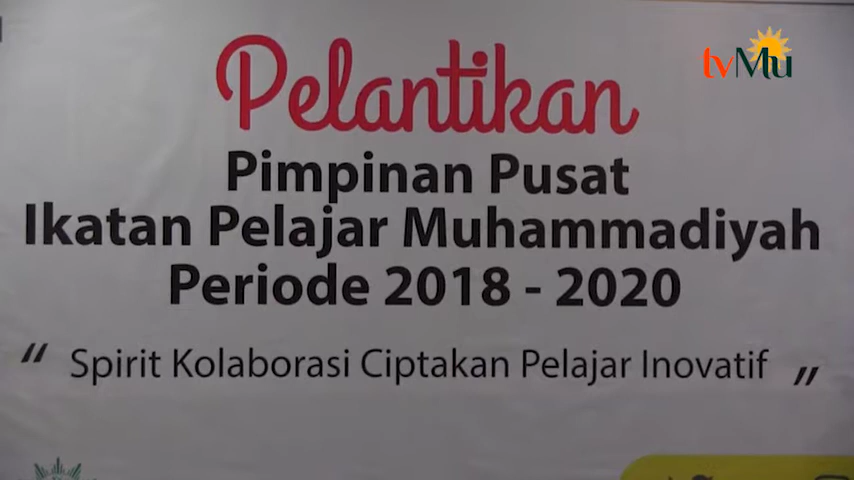 tvMu
Pelantikan
Pimpinan Pusat
Ikatan Pelajar Muhammadiyah
Periode 2018 - 2020
" Spirit Kolaborasi Ciptakan Pelajar Inovatif "